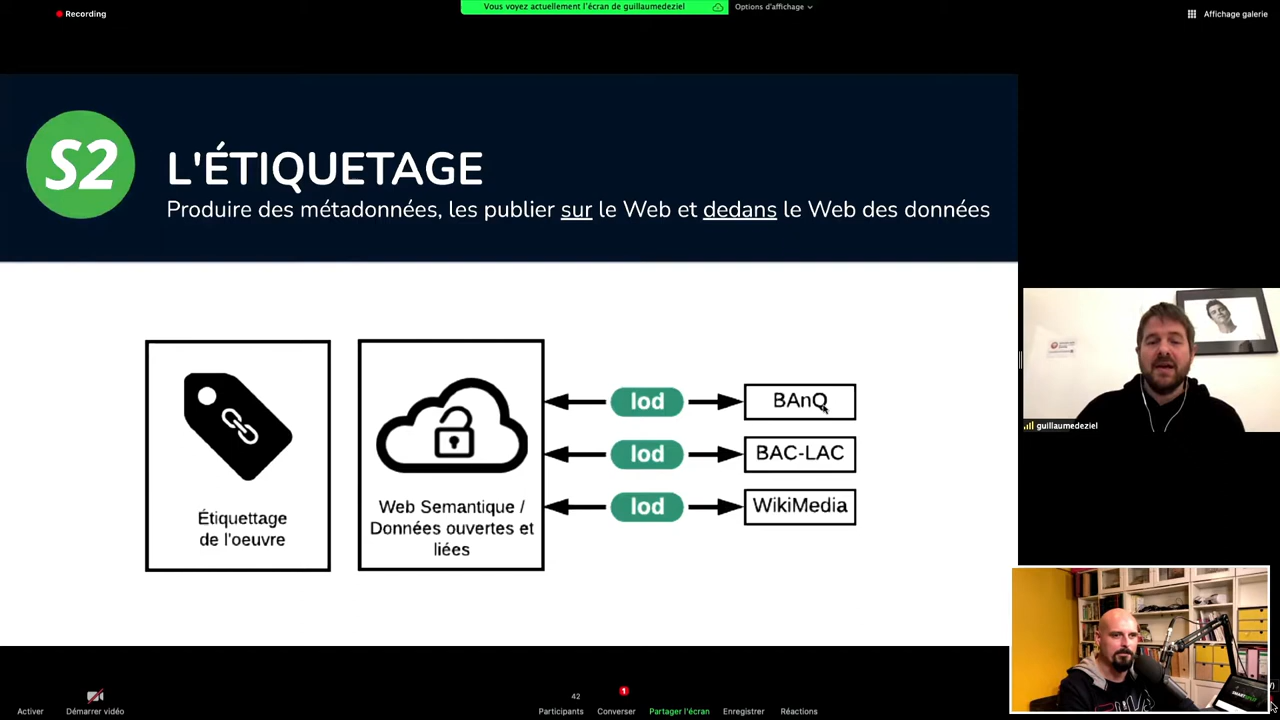 Recording
Vous voyez actuellement l'écran de guillaumedeziel
Options d'affichage
Affichage galerie
S2
L'ÉTIQUETAGE
Produire des métadonnées, les publier sur le Web et dedans le Web des données
Étiquettage
de l'oeuvre
Web Semantique /
Données ouvertes et
liées
lod
BAnQ
lod
BAC-LAC
lod
WikiMedia
guillaumedeziel
Activer
Démarrer vidéo
42
Participants
1
Converser
Partager l'écran
Enregistrer
Réactions